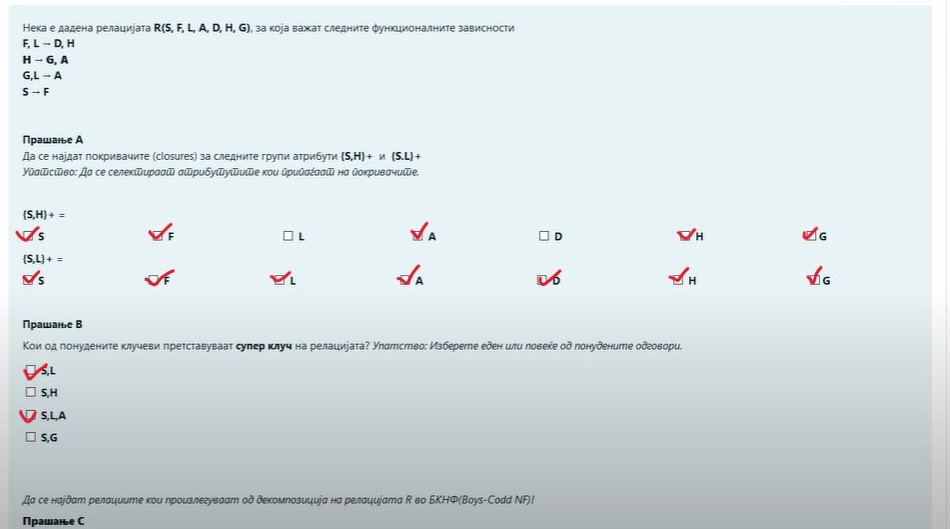 Нека е дадена релацијата R(S, F, L, A, D, H, G), за која важат следните функционалните зависности
F, L → D, H
H → G, A
G,L → A
S → F
Прашање A
Да се најдат покривачите (closures) за следните групи атрибути {S,H}+ и {S.L}+
Упатство: Да се селектираат атрибутутите кои припаѓаат на покривачите.
{S,H}+ =
S F L A D H G
{S,L}+ =
S F L A D H G
Прашање B
Кои од понудените клучеви претставуваат супер клуч на релацијата? Упатство: Изберете еден или повеќе од понудените одговори.
S,L
S,H
S,L,A
S,G
Да се најдат релациите кои произлегуваат од декомпозиција на релацијата R во БКНФ(Boys-Codd NF)!
Прашање C